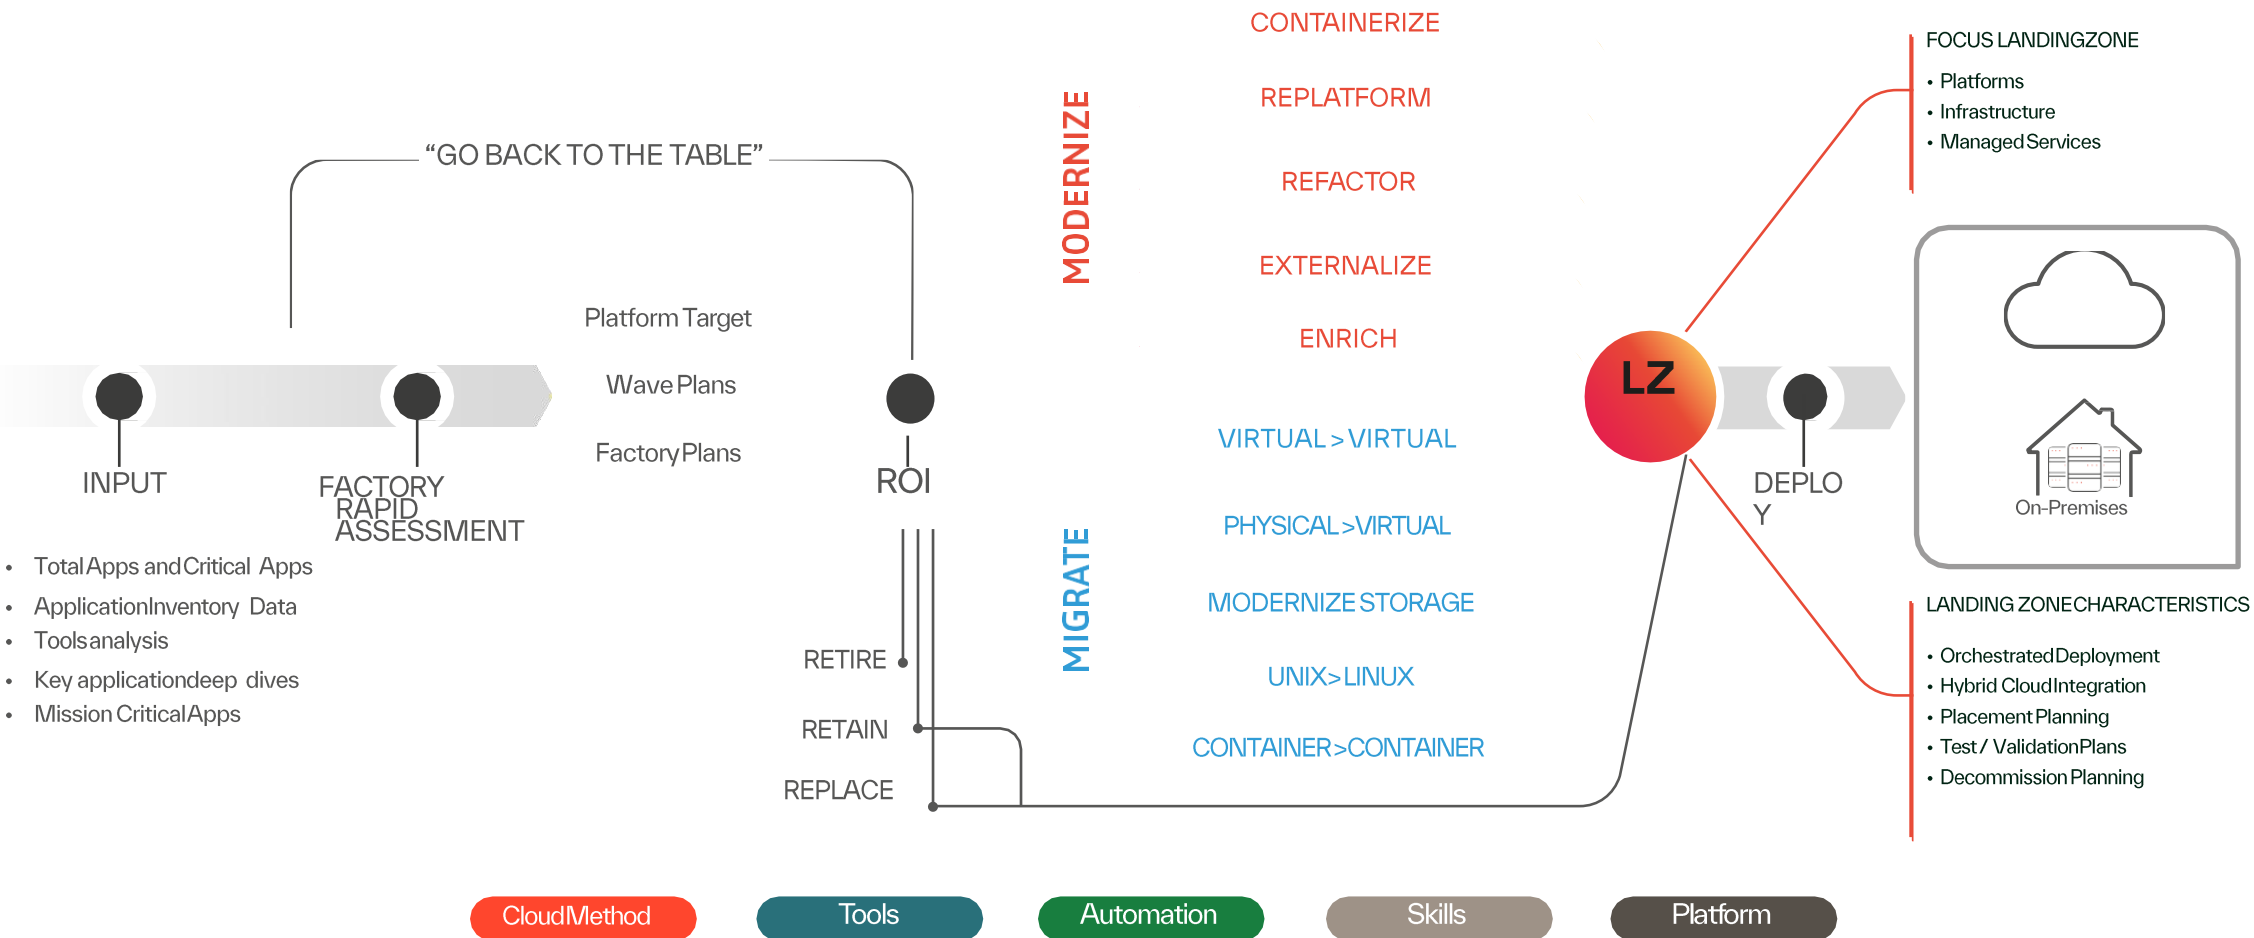 “GO BACK TO THE TABLE”
INPUT
FACTORY
RAPID
ASSESSMENT
• Total Apps and Critical Apps
• Application Inventory Data
• Tools analysis
• Key application deep dives
• Mission Critical Apps
Platform Target
Wave Plans
Factory Plans
ROI
RETIRE
RETAIN
REPLACE
MODERNIZE
CONTAINERIZE
REPLATFORM
REFACTOR
EXTERNALIZE
ENRICH
MIGRATE
VIRTUAL > VIRTUAL
PHYSICAL >VIRTUAL
MODERNIZE STORAGE
UNIX>LINUX
CONTAINER>CONTAINER
LZ
DEPLO
Y
FOCUS LANDINGZONE
• Platforms
• Infrastructure
• Managed Services
On-Premises
LANDING ZONE CHARACTERISTICS
• Orchestrated Deployment
• Hybrid Cloud Integration
• Placement Planning
• Test / Validation Plans
• Decommission Planning
Cloud Method
Tools
Automation
Skills
Platform